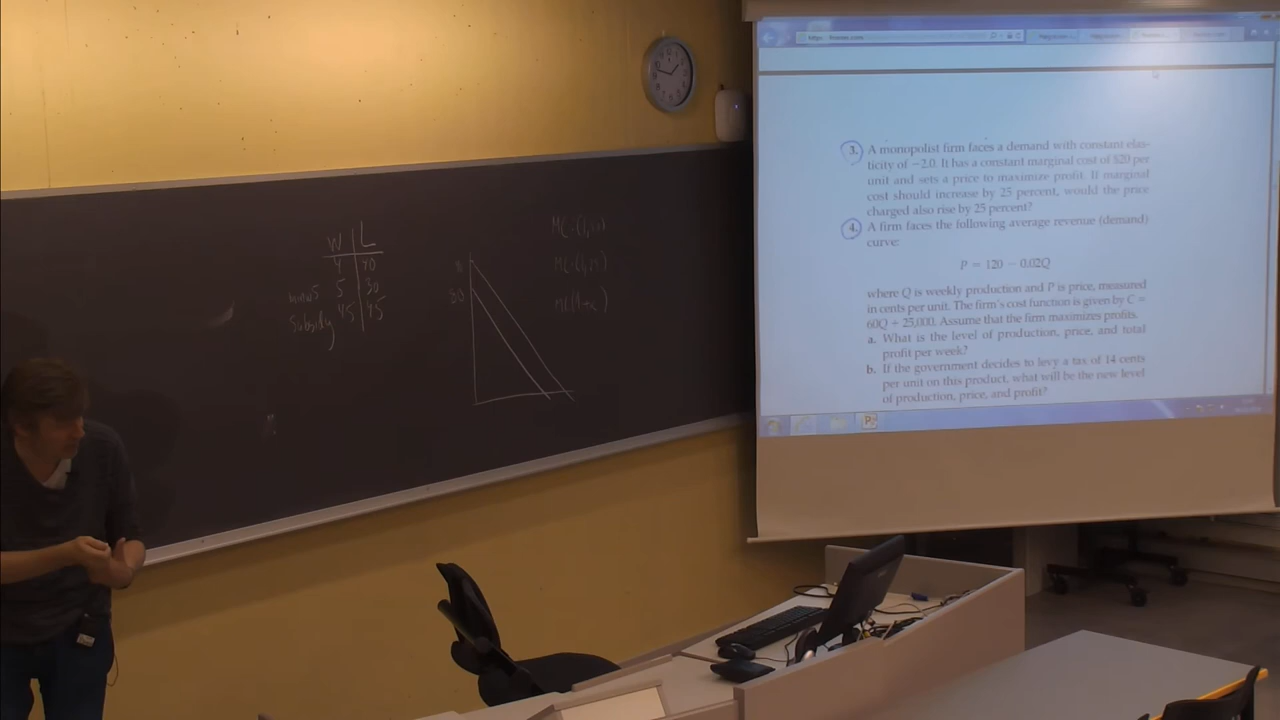 W L
4 40
5 30
Subsidy 45 45
80
3. A monopolist firm faces a demand with constant elas-
ticity of −2.0. It has a constant marginal cost of $20 per
unit and sets a price to maximize profit. If marginal
cost should increase by 25 percent, would the price
charged also rise by 25 percent?
4. A firm faces the following average revenue (demand)
curve:
P = 120 − 0.02Q
where Q is weekly production and P is price, measured
in cents per unit. The firm's cost function is given by C =
60Q + 25,000. Assume that the firm maximizes profits.
a. What is the level of production, price, and total
profit per week?
b. If the government decides to levy a tax of 14 cents
per unit on this product, what will be the new level
of production, price, and profit?